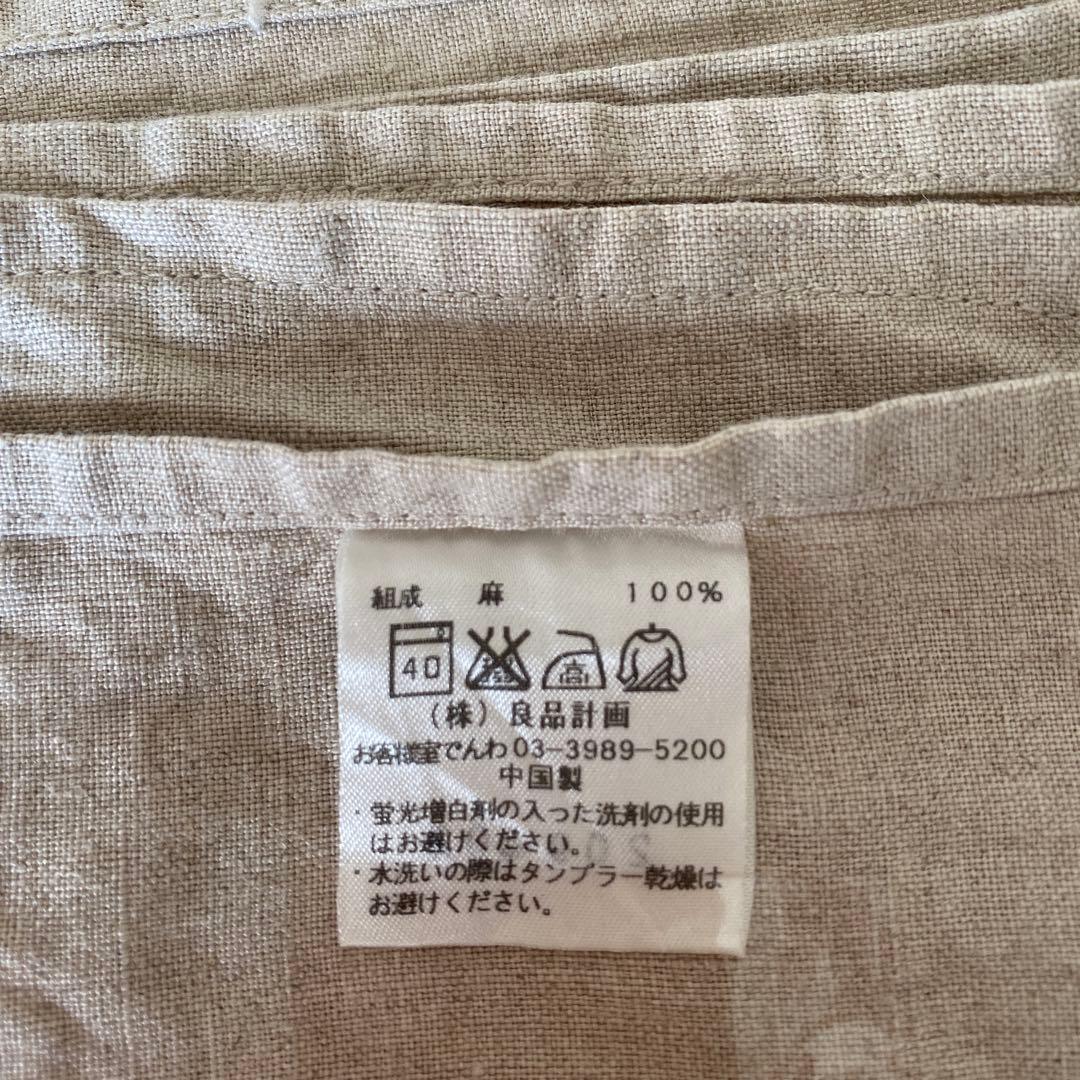 組成 麻 100%
40 高
(株)良品計画
お客様室でんわ 03-3989-5200
中国製
・蛍光増白剤の入った洗剤の使用
はお避けください。
・水洗いの際はタンブラー乾燥は
お避けください。